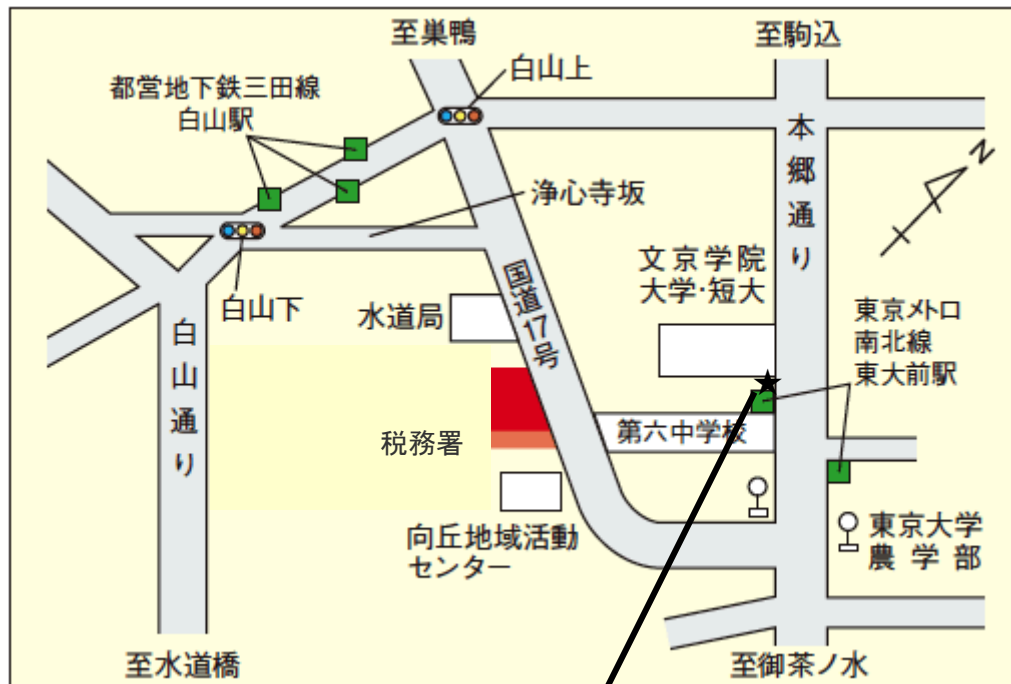 至巣鴨
至駒込
白山上
都営地下鉄三田線
白山駅
本郷通り
N
浄心寺坂
文京学院
大学・短大
国道17号
白山下
水道局
東京メトロ
南北線
東大前駅
白山通り
税務署
第六中学校
向丘地域活動
センター
東京大学
農学部
至水道橋
至御茶ノ水